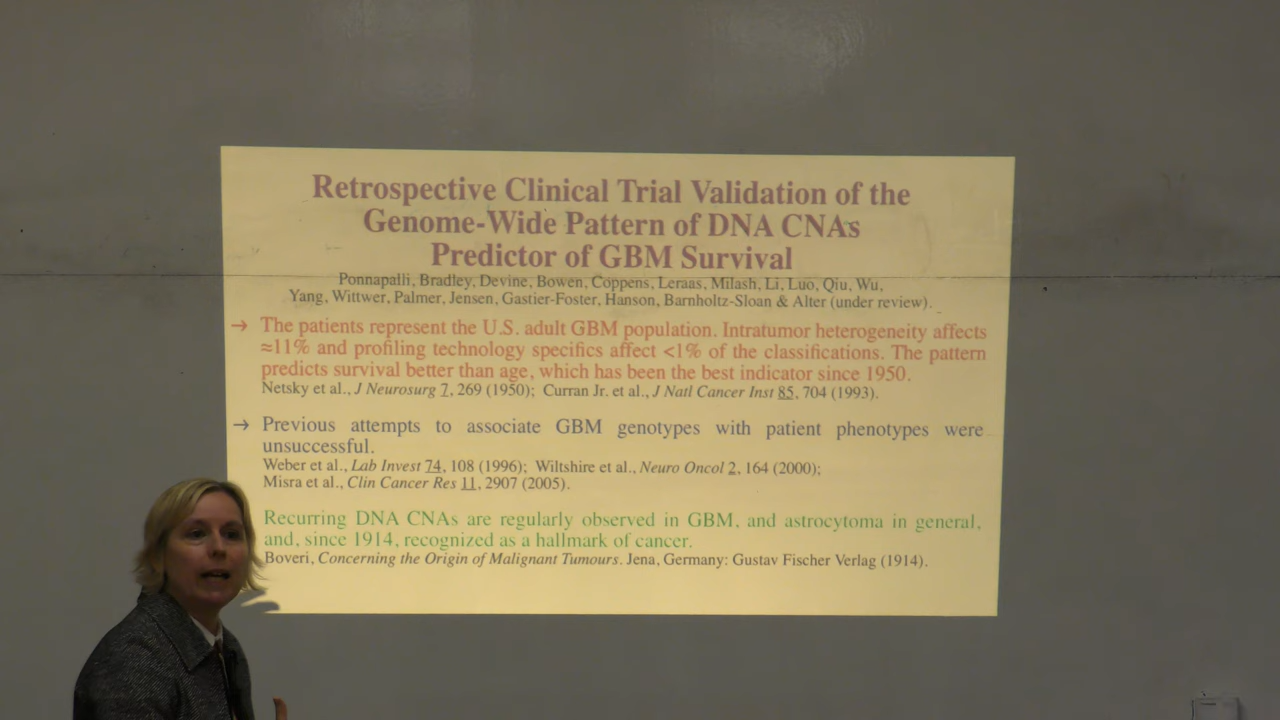 Retrospective Clinical Trial Validation of the
Genome-Wide Pattern of DNA CNAs
Predictor of GBM Survival
Ponnapalli, Bradley, Devine, Bowen, Coppens, Leraas, Milash, Li, Luo, Qiu, Wu,
Yang, Wittwer, Palmer, Jensen, Gastier-Foster, Hanson, Barnholtz-Sloan & Alter (under review).
→ The patients represent the U.S. adult GBM population. Intratumor heterogeneity affects
≈11% and profiling technology specifics affect <1% of the classifications. The pattern
predicts survival better than age, which has been the best indicator since 1950.
Netsky et al., J Neurosurg 7, 269 (1950); Curran Jr. et al., J Natl Cancer Inst 85, 704 (1993).
→ Previous attempts to associate GBM genotypes with patient phenotypes were
unsuccessful.
Weber et al., Lab Invest 74, 108 (1996); Wiltshire et al., Neuro Oncol 2, 164 (2000);
Misra et al., Clin Cancer Res 11, 2907 (2005).
Recurring DNA CNAs are regularly observed in GBM, and astrocytoma in general,
and, since 1914, recognized as a hallmark of cancer.
Boveri, Concerning the Origin of Malignant Tumours. Jena, Germany: Gustav Fischer Verlag (1914).